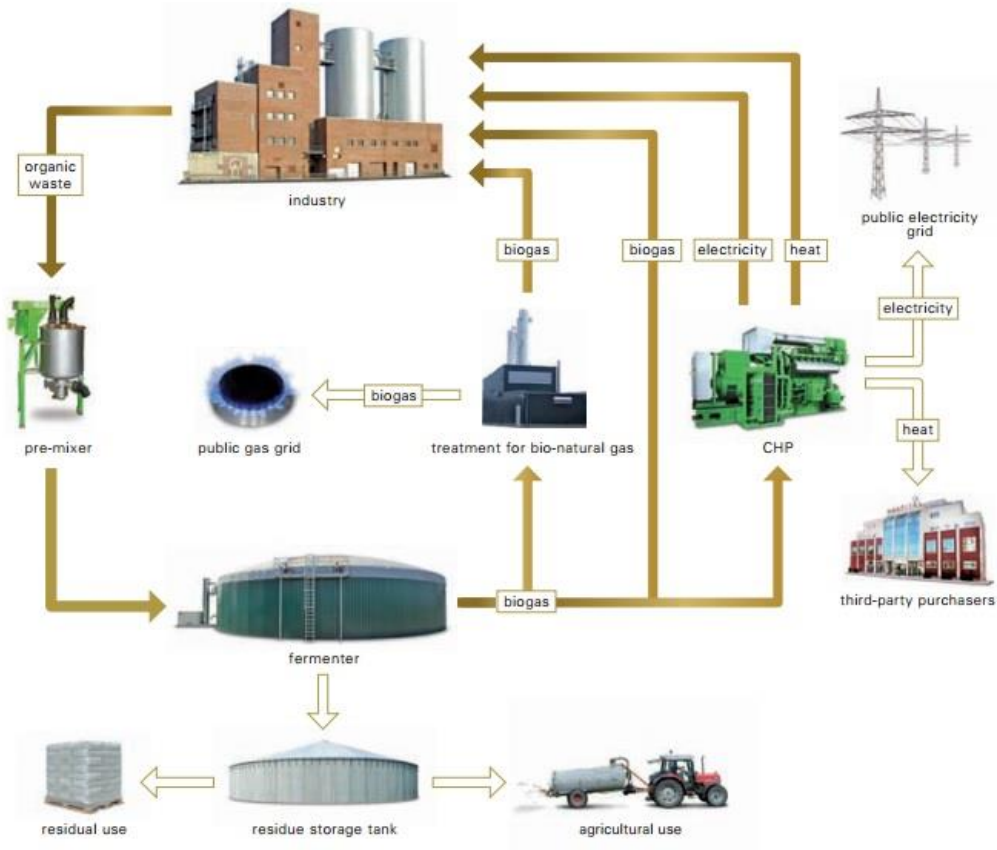 organic
waste
industry
public electricity
grid
biogas
biogas
electricity
heat
electricity
pre-mixer
public gas grid
biogas
treatment for bio-natural gas
CHP
heat
biogas
third-party purchasers
fermenter
residual use
residue storage tank
agricultural use